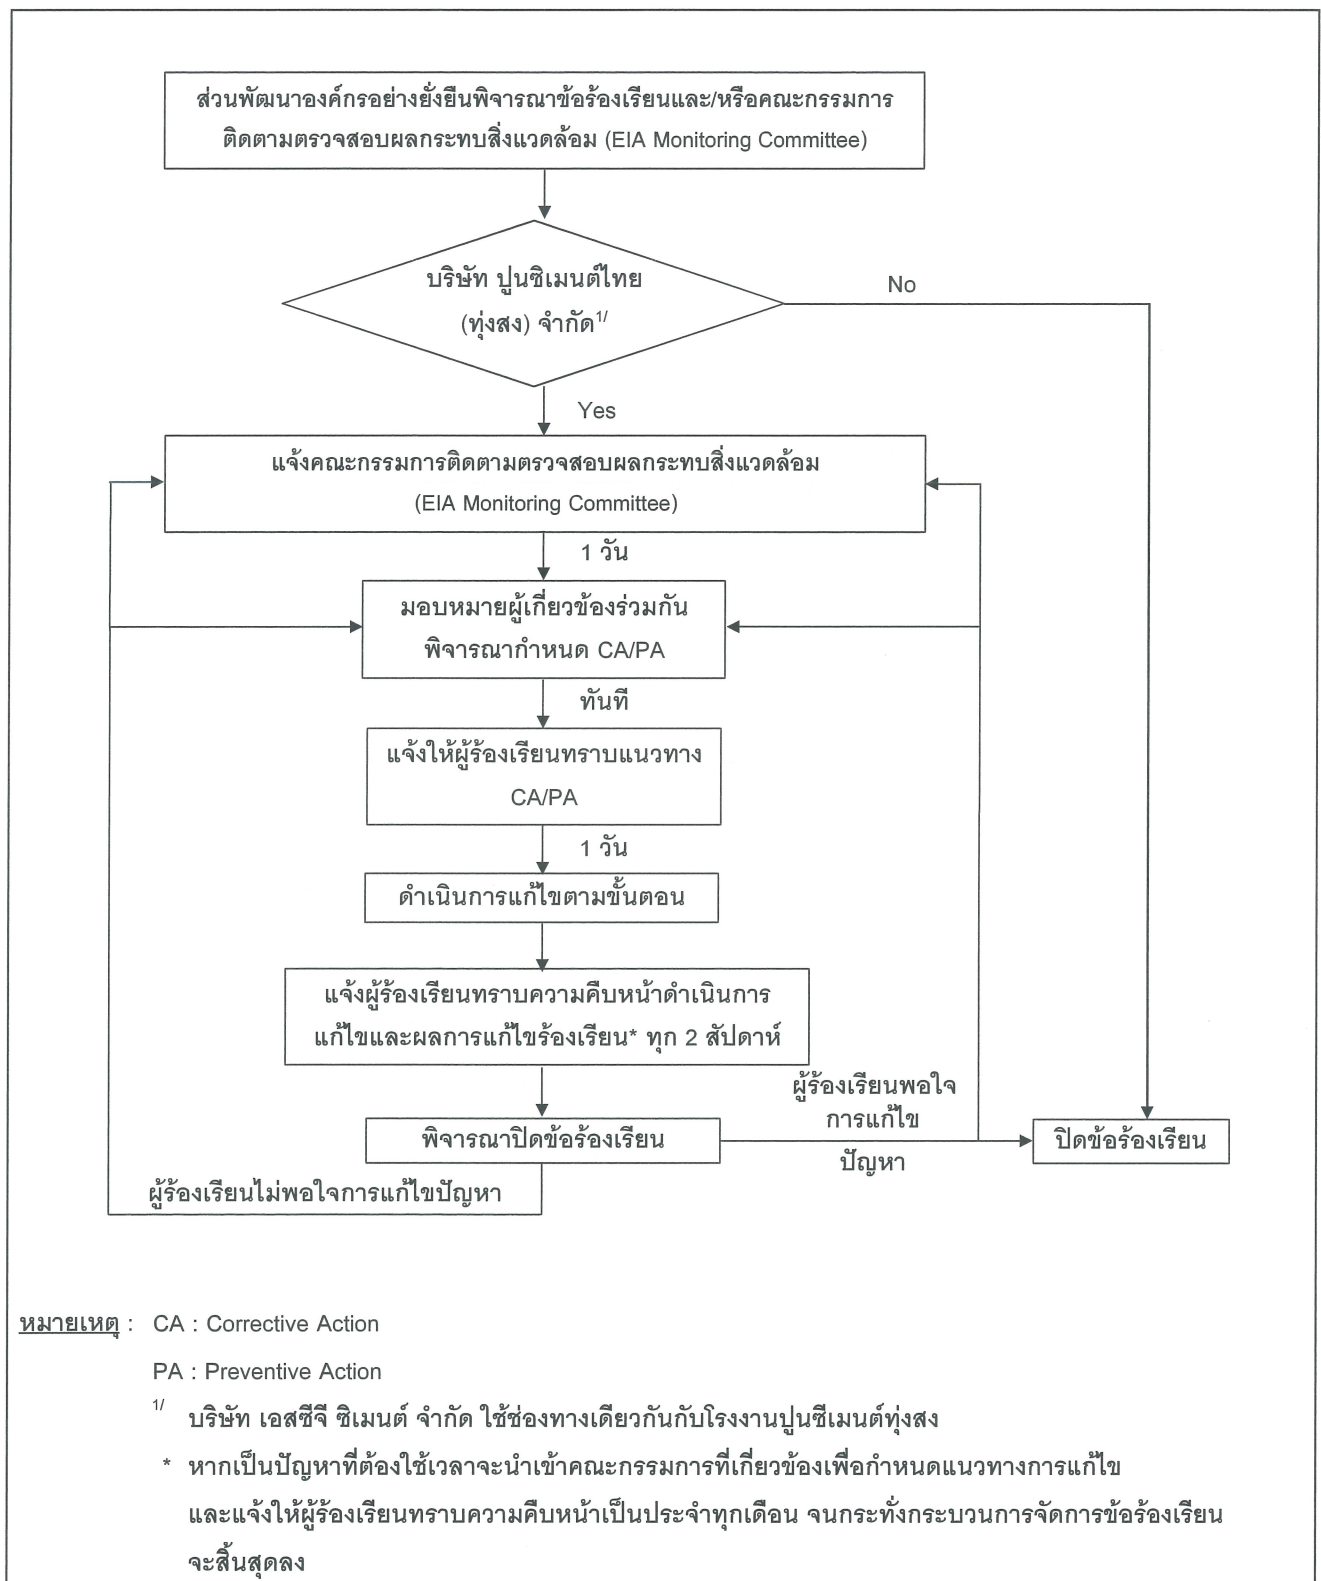 ส่วนพัฒนาองค์กรอย่างยั่งยืนพิจารณาข้อร้องเรียนและ/หรือคณะกรรมการ
ติดตามตรวจสอบผลกระทบสิ่งแวดล้อม (EIA Monitoring Committee)
บริษัท ปูนซิเมนต์ไทย
(ทุ่งสง) จำกัด1/
No
Yes
แจ้งคณะกรรมการติดตามตรวจสอบผลกระทบสิ่งแวดล้อม
(EIA Monitoring Committee)
1 วัน
มอบหมายผู้เกี่ยวข้องร่วมกัน
พิจารณากำหนด CA/PA
ทันที
แจ้งให้ผู้ร้องเรียนทราบแนวทาง
CA/PA
1 วัน
ดำเนินการแก้ไขตามขั้นตอน
แจ้งผู้ร้องเรียนทราบความคืบหน้าดำเนินการ
แก้ไขและผลการแก้ไขร้องเรียน* ทุก 2 สัปดาห์
ผู้ร้องเรียนพอใจ
การแก้ไข
ปัญหา
พิจารณาปิดข้อร้องเรียน
ปิดข้อร้องเรียน
ผู้ร้องเรียนไม่พอใจการแก้ไขปัญหา
หมายเหตุ : CA : Corrective Action
PA : Preventive Action
1/ บริษัท เอสซีจี ซิเมนต์ จำกัด ใช้ช่องทางเดียวกันกับโรงงานปูนซีเมนต์ทุ่งสง
* หากเป็นปัญหาที่ต้องใช้เวลาจะนำเข้าคณะกรรมการที่เกี่ยวข้องเพื่อกำหนดแนวทางการแก้ไข
และแจ้งให้ผู้ร้องเรียนทราบความคืบหน้าเป็นประจำทุกเดือน จนกระทั่งกระบวนการจัดการข้อร้องเรียน
จะสิ้นสุดลง